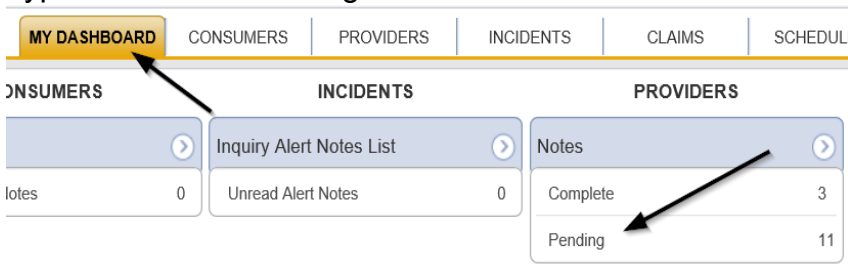 MY DASHBOARD CONSUMERS PROVIDERS INCIDENTS CLAIMS SCHEDUL
ONSUMERS INCIDENTS PROVIDERS
Inquiry Alert Notes List Notes
lotes 0 Unread Alert Notes 0 Complete 3
Pending 11